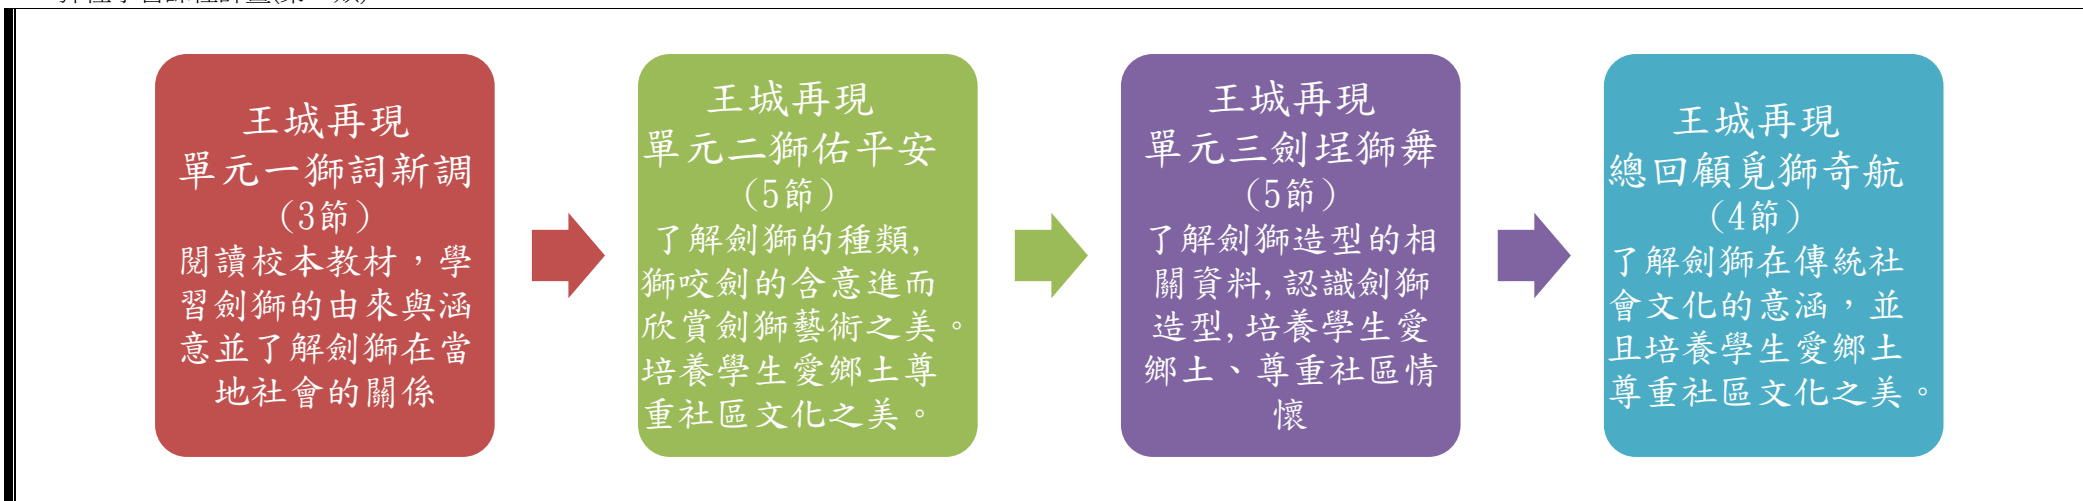 王城再現
單元一獅詞新調
(3節)
閱讀校本教材，學
習劍獅的由來與涵
意並了解劍獅在當
地社會的關係
王城再現
單元二獅佑平安
(5節)
了解劍獅的種類,
獅咬劍的含意進而
欣賞劍獅藝術之美。
培養學生愛鄉土尊
重社區文化之美。
王城再現
單元三劍埕獅舞
(5節)
了解劍獅造型的相
關資料,認識劍獅
造型,培養學生愛
鄉土、尊重社區情
懷
王城再現
總回顧覓獅奇航
(4節)
了解劍獅在傳統社
會文化的意涵，並
且培養學生愛鄉土
尊重社區文化之美。